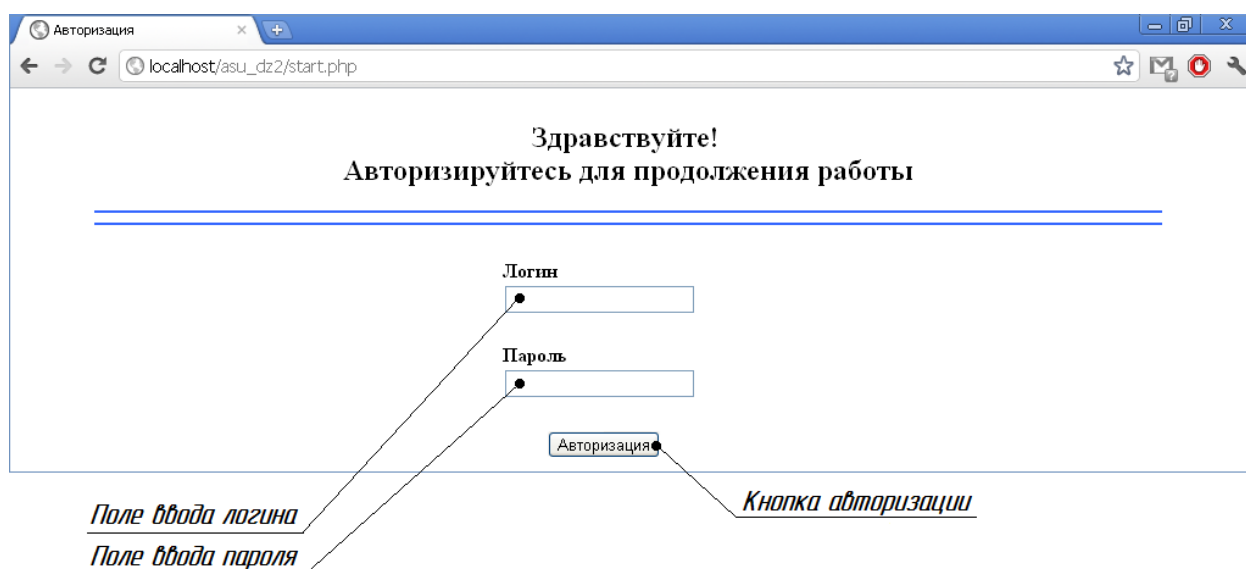 Авторизация
localhost/asu_dz2/start.php
Здравствуйте!
Авторизируйтесь для продолжения работы
Логин
Пароль
Авторизация
Поле ввода логина
Кнопка авторизации
Поле ввода пароля